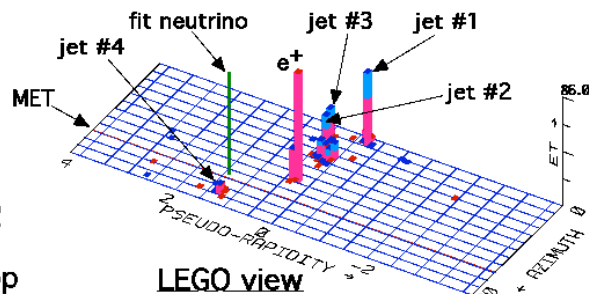 fit neutrino
jet #3
jet #1
jet #4
e+
jet #2
86.0
MET
ET →
4
2
0
-2
PSEUDO-RAPIDITY →
← AZIMUTH
0
op
LEGO view